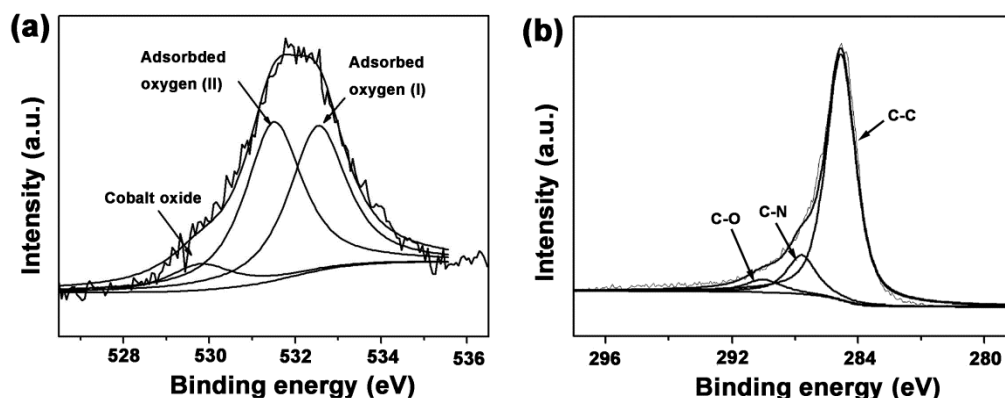 (a)
Adsorbded
oxygen (II)
Adsorbed
oxygen (I)
Cobalt oxide
Intensity (a.u.)
528 530 532 534 536
Binding energy (eV)
(b)
C-C
C-O
C-N
Intensity (a.u.)
296 292 288 284 280
Binding energy (eV)